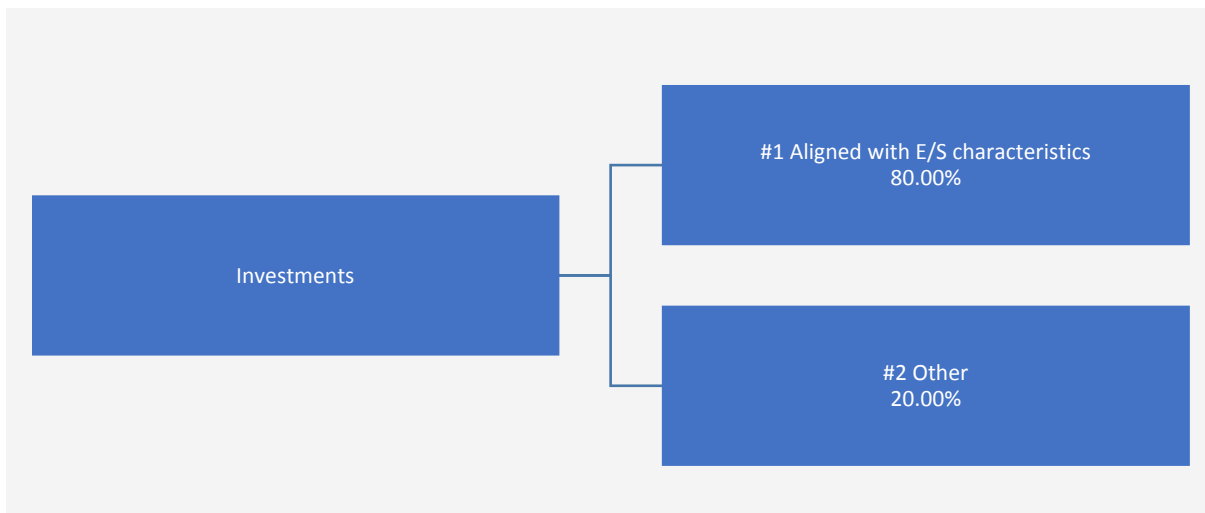 Investments
#1 Aligned with E/S characteristics
80.00%
#2 Other
20.00%